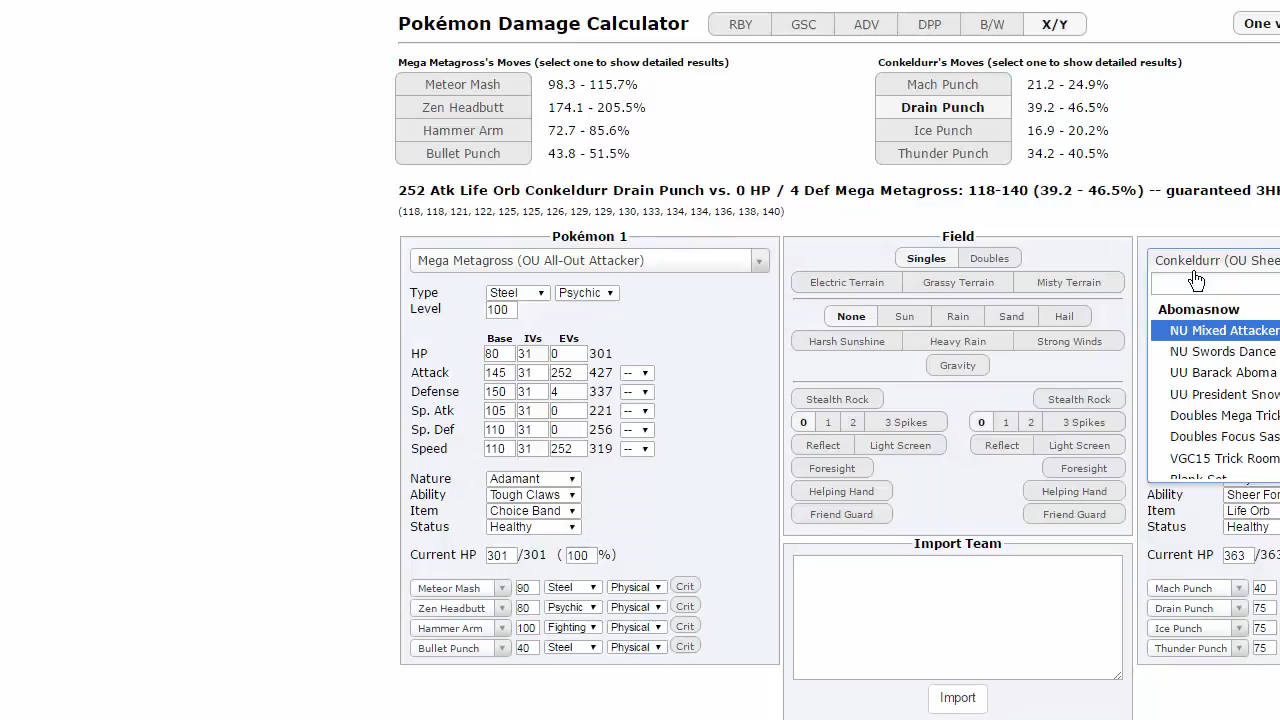 Pokémon Damage Calculator
RBY GSC ADV DPP B/W X/Y
One v
Mega Metagross's Moves (select one to show detailed results)
Meteor Mash 98.3 - 115.7%
Zen Headbutt 174.1 - 205.5%
Hammer Arm 72.7 - 85.6%
Bullet Punch 43.8 - 51.5%
Conkeldurr's Moves (select one to show detailed results)
Mach Punch 21.2 - 24.9%
Drain Punch 39.2 - 46.5%
Ice Punch 16.9 - 20.2%
Thunder Punch 34.2 - 40.5%
252 Atk Life Orb Conkeldurr Drain Punch vs. 0 HP / 4 Def Mega Metagross: 118-140 (39.2 - 46.5%) -- guaranteed 3H
(118, 118, 121, 122, 125, 125, 126, 129, 129, 130, 133, 134, 134, 136, 138, 140)
Pokémon 1
Mega Metagross (OU All-Out Attacker)
Type Steel Psychic
Level 100
Base IVs EVs
HP 80 31 0 301
Attack 145 31 252 427 --
Defense 150 31 4 337 --
Sp. Atk 105 31 0 221 --
Sp. Def 110 31 0 256 --
Speed 110 31 252 319 --
Nature Adamant
Ability Tough Claws
Item Choice Band
Status Healthy
Current HP 301 /301 ( 100 %)
Meteor Mash 90 Steel Physical Crit
Zen Headbutt 80 Psychic Physical Crit
Hammer Arm 100 Fighting Physical Crit
Bullet Punch 40 Steel Physical Crit
Field
Singles Doubles
Electric Terrain Grassy Terrain Misty Terrain
None Sun Rain Sand Hail
Harsh Sunshine Heavy Rain Strong Winds
Gravity
Stealth Rock Stealth Rock
0 1 2 3 Spikes 0 1 2 3 Spikes
Reflect Light Screen Reflect Light Screen
Foresight Foresight
Helping Hand Helping Hand
Friend Guard Friend Guard
Import Team
Import
Conkeldurr (OU Shee
Abomasnow
NU Mixed Attacker
NU Swords Dance
UU Barack Aboma
UU President Snow
Doubles Mega Tric
Doubles Focus Sas
VGC15 Trick Room
Blank Set
Ability Sheer For
Item Life Orb
Status Healthy
Current HP 363 /363
Mach Punch 40
Drain Punch 75
Ice Punch 75
Thunder Punch 75